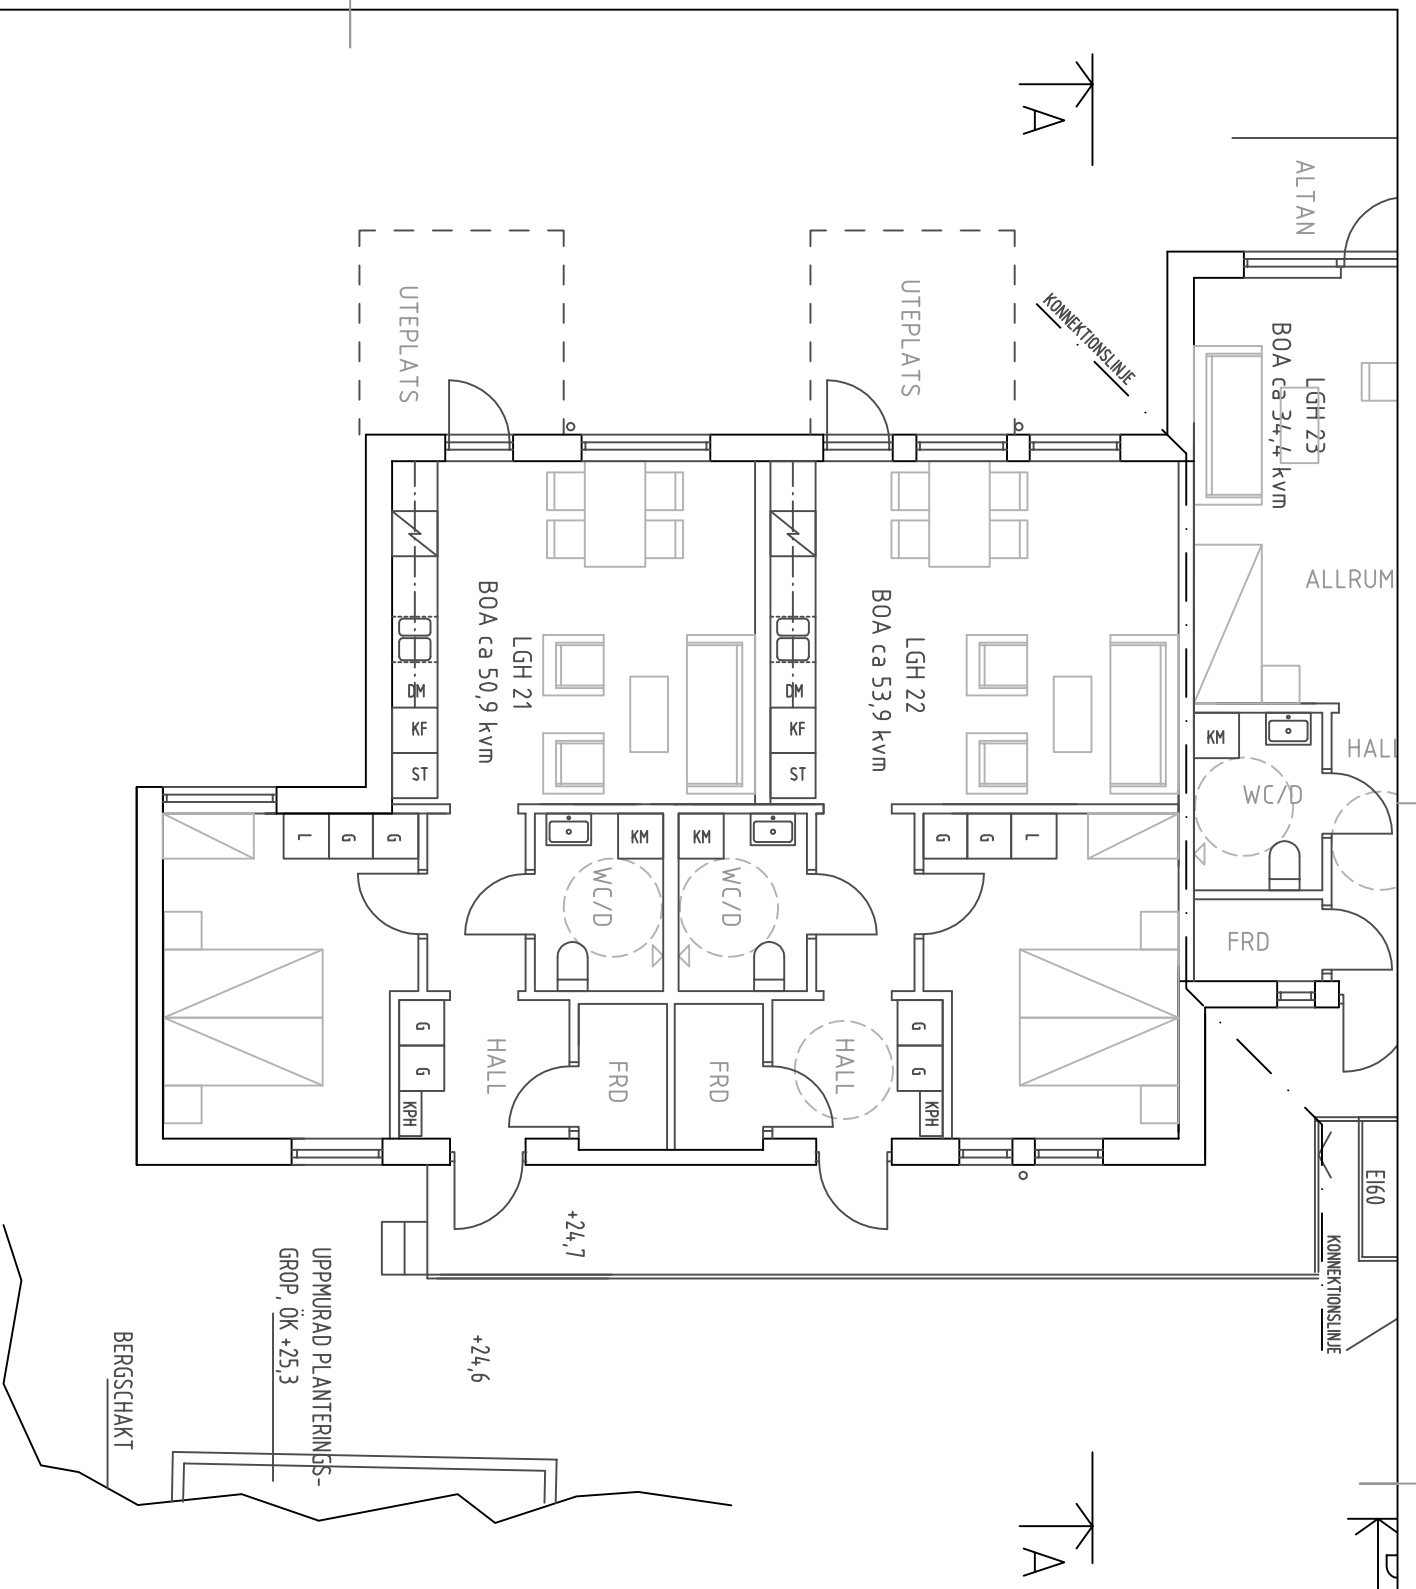 A
ALTAN
UTEPLATS
UTEPLATS
KONNEKTIONSLINJE
LGH 23
BOA ca 34,4 kvm
ALLRUM
LGH 21
BOA ca 50,9 kvm
LGH 22
BOA ca 53,9 kvm
DM
KF
ST
DM
KF
ST
KM
HALL
WC/D
FRD
L
G
G
KM
KM
G
G
L
WC/D
WC/D
G
G
KPH
HALL
FRD
FRD
HALL
G
G
KPH
EI60
+24,7
KONNEKTIONSLINJE
UPPMURAD PLANTERINGS-
GROP, ÖK +25,3
+24,6
BERGSCHAKT
A